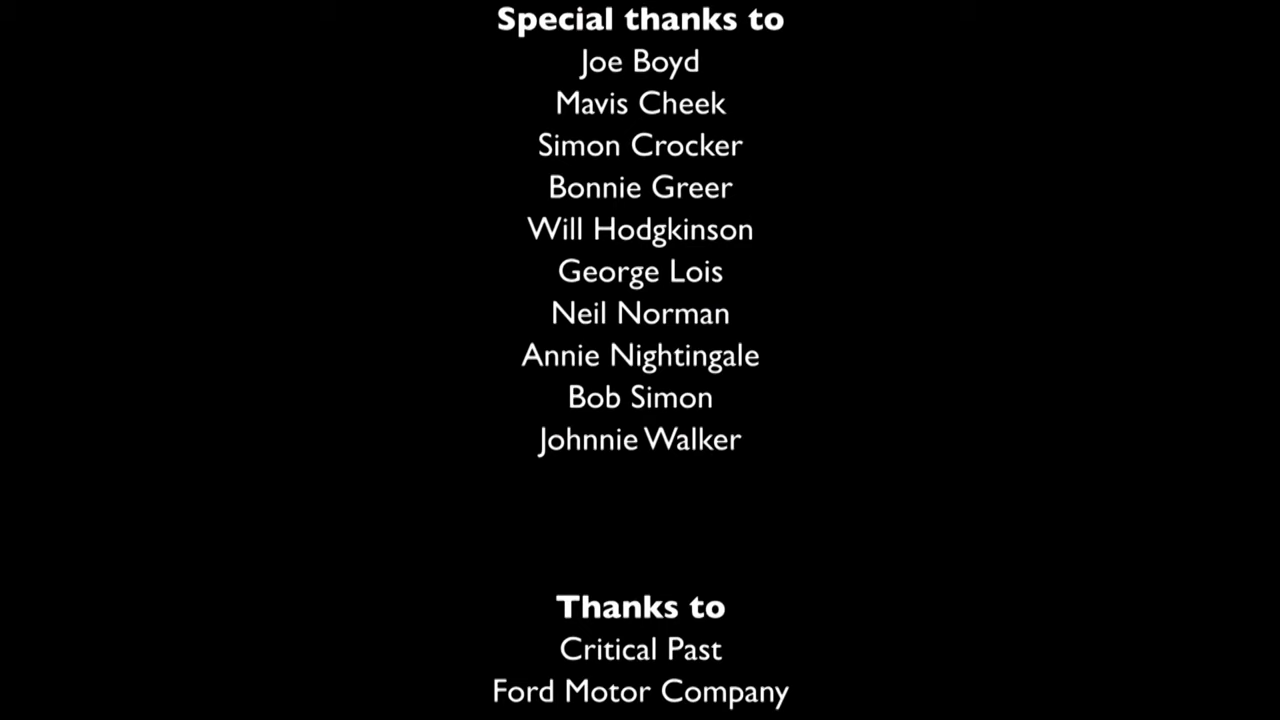 Special thanks to
Joe Boyd
Mavis Cheek
Simon Crocker
Bonnie Greer
Will Hodgkinson
George Lois
Neil Norman
Annie Nightingale
Bob Simon
Johnnie Walker
Thanks to
Critical Past
Ford Motor Company